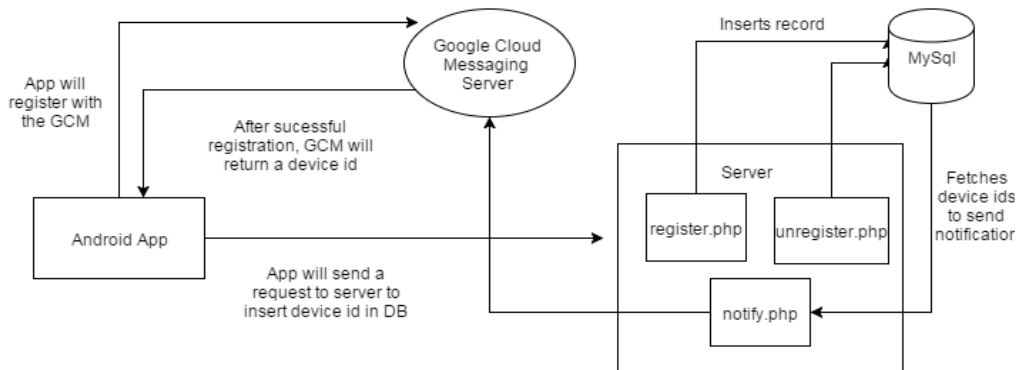 Inserts record
Google Cloud
Messaging
Server
MySql
App will
register with
the GCM
After sucessful
registration, GCM will
return a device id
Server
Fetches
device ids
to send
notification
register.php
unregister.php
Android App
App will send a
request to server to
insert device id in DB
notify.php